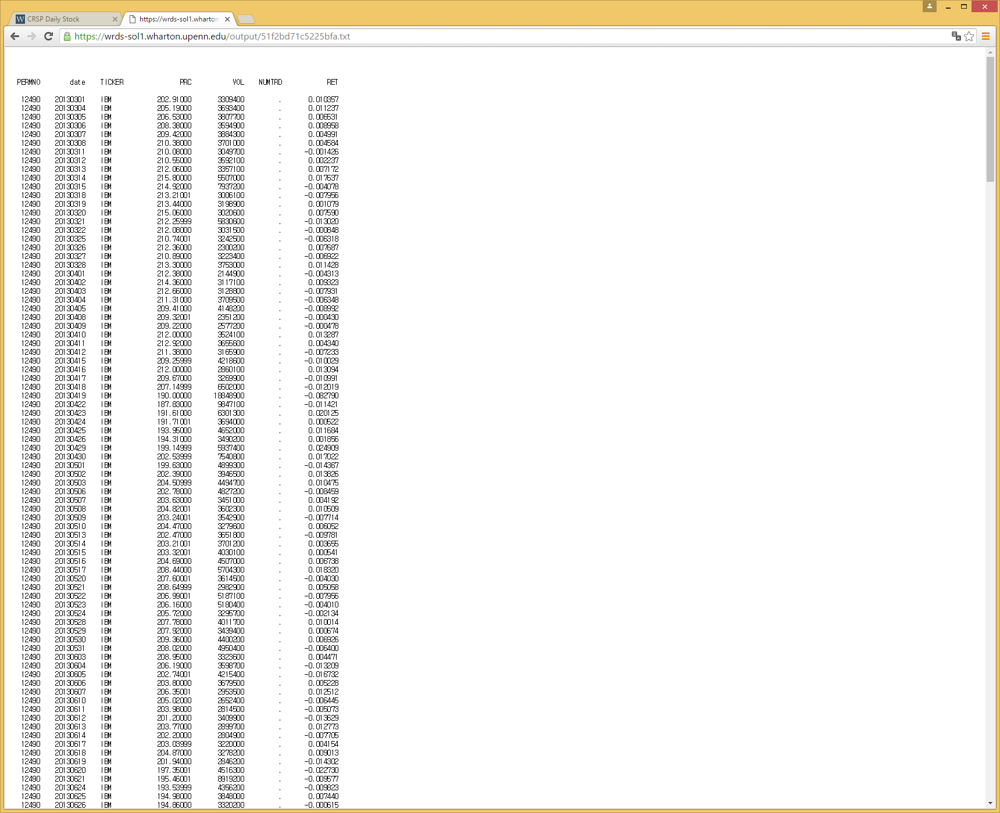 CRSP Daily Stock
https://wrds-sol1.wharton
https://wrds-sol1.wharton.upenn.edu/output/51f2bd71c5225bfa.txt
PERMNO date TICKER PRC VOL NUMTRD RET
12490 20130301 IBM 202.91000 3309400 . 0.010357
12490 20130304 IBM 205.19000 3693400 . 0.011237
12490 20130305 IBM 206.53000 3807700 . 0.006531
12490 20130306 IBM 208.38000 3594900 . 0.008958
12490 20130307 IBM 209.42000 3884300 . 0.004991
12490 20130308 IBM 210.38000 3701000 . 0.004584
12490 20130311 IBM 210.08000 3049700 . -0.001426
12490 20130312 IBM 210.55000 3592100 . 0.002237
12490 20130313 IBM 212.06000 3357100 . 0.007172
12490 20130314 IBM 215.80000 5507000 . 0.017637
12490 20130315 IBM 214.92000 7937200 . -0.004078
12490 20130318 IBM 213.21001 3006100 . -0.007956
12490 20130319 IBM 213.44000 3198900 . 0.001079
12490 20130320 IBM 215.06000 3020600 . 0.007590
12490 20130321 IBM 212.25999 5830600 . -0.013020
12490 20130322 IBM 212.08000 3031500 . -0.000848
12490 20130325 IBM 210.74001 3242500 . -0.006318
12490 20130326 IBM 212.36000 2300200 . 0.007687
12490 20130327 IBM 210.89000 3223400 . -0.006922
12490 20130328 IBM 213.30000 3753000 . 0.011428
12490 20130401 IBM 212.38000 2144900 . -0.004313
12490 20130402 IBM 214.36000 3117100 . 0.009323
12490 20130403 IBM 212.66000 3128800 . -0.007931
12490 20130404 IBM 211.31000 3709500 . -0.006348
12490 20130405 IBM 209.41000 4148200 . -0.008992
12490 20130408 IBM 209.32001 2351200 . -0.000430
12490 20130409 IBM 209.22000 2577200 . -0.000478
12490 20130410 IBM 212.00000 3524100 . 0.013287
12490 20130411 IBM 212.92000 3655600 . 0.004340
12490 20130412 IBM 211.38000 3165900 . -0.007233
12490 20130415 IBM 209.25999 4218600 . -0.010029
12490 20130416 IBM 212.00000 2860100 . 0.013094
12490 20130417 IBM 209.67000 3269900 . -0.010991
12490 20130418 IBM 207.14999 6502000 . -0.012019
12490 20130419 IBM 190.00000 18848900 . -0.082790
12490 20130422 IBM 187.83000 9847100 . -0.011421
12490 20130423 IBM 191.61000 6301300 . 0.020125
12490 20130424 IBM 191.71001 3694000 . 0.000522
12490 20130425 IBM 193.95000 4652000 . 0.011684
12490 20130426 IBM 194.31000 3490200 . 0.001856
12490 20130429 IBM 199.14999 5937400 . 0.024909
12490 20130430 IBM 202.53999 7540800 . 0.017022
12490 20130501 IBM 199.63000 4899300 . -0.014367
12490 20130502 IBM 202.39000 3946500 . 0.013826
12490 20130503 IBM 204.50999 4494700 . 0.010475
12490 20130506 IBM 202.78000 4827200 . -0.008459
12490 20130507 IBM 203.63000 3451000 . 0.004192
12490 20130508 IBM 204.82001 3602300 . 0.010509
12490 20130509 IBM 203.24001 3542900 . -0.007714
12490 20130510 IBM 204.47000 3279600 . 0.006052
12490 20130513 IBM 202.47000 3651800 . -0.009781
12490 20130514 IBM 203.21001 3701200 . 0.003655
12490 20130515 IBM 203.32001 4030100 . 0.000541
12490 20130516 IBM 204.69000 4507000 . 0.006738
12490 20130517 IBM 208.44000 5704300 . 0.018320
12490 20130520 IBM 207.60001 3614500 . -0.004030
12490 20130521 IBM 208.64999 2982900 . 0.005058
12490 20130522 IBM 206.99001 5187100 . -0.007956
12490 20130523 IBM 206.16000 5180400 . -0.004010
12490 20130524 IBM 205.72000 3295700 . -0.002134
12490 20130528 IBM 207.78000 4011700 . 0.010014
12490 20130529 IBM 207.92000 3439400 . 0.000674
12490 20130530 IBM 209.36000 4400200 . 0.006926
12490 20130531 IBM 208.02000 4950400 . -0.006400
12490 20130603 IBM 208.95000 3323600 . 0.004471
12490 20130604 IBM 206.19000 3598700 . -0.013209
12490 20130605 IBM 202.74001 4215400 . -0.016732
12490 20130606 IBM 203.80000 3679500 . 0.005228
12490 20130607 IBM 206.35001 2953500 . 0.012512
12490 20130610 IBM 205.02000 2652400 . -0.006445
12490 20130611 IBM 203.98000 2814500 . -0.005073
12490 20130612 IBM 201.20000 3409900 . -0.013629
12490 20130613 IBM 203.77000 2899700 . 0.012773
12490 20130614 IBM 202.20000 2804900 . -0.007705
12490 20130617 IBM 203.03999 3220000 . 0.004154
12490 20130618 IBM 204.87000 3278200 . 0.009013
12490 20130619 IBM 201.94000 2846200 . -0.014302
12490 20130620 IBM 197.35001 4516300 . -0.022730
12490 20130621 IBM 195.46001 8919200 . -0.009577
12490 20130624 IBM 193.53999 4356200 . -0.009823
12490 20130625 IBM 194.98000 3848000 . 0.007440
12490 20130626 IBM 194.86000 3320200 . -0.000615